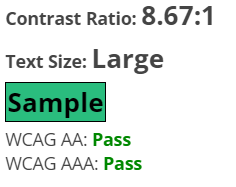 Contrast Ratio: 8.67:1
Text Size: Large
Sample
WCAG AA: Pass
WCAG AAA: Pass